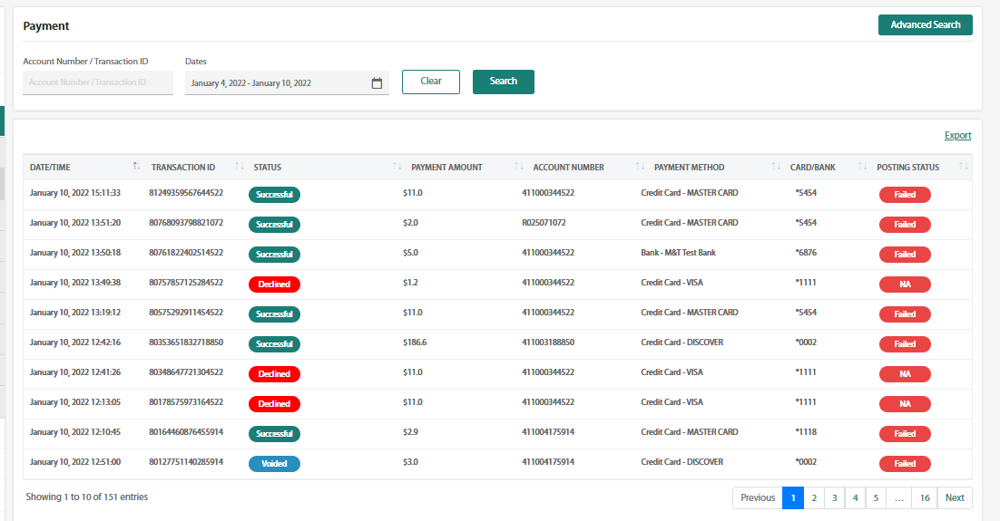 Payment
Advanced Search
Account Number / Transaction ID
Dates
Account Number / Transaction ID
January 4, 2022 - January 10, 2022
Clear
Search
Export
DATE/TIME TRANSACTION ID STATUS PAYMENT AMOUNT ACCOUNT NUMBER PAYMENT METHOD CARD/BANK POSTING STATUS
January 10, 2022 15:11:33 81249359567644522 Successful $11.0 411000344522 Credit Card - MASTER CARD *5454 Failed
January 10, 2022 13:51:20 80768093798821072 Successful $2.0 R025071072 Credit Card - MASTER CARD *5454 Failed
January 10, 2022 13:50:18 80761822402514522 Successful $5.0 411000344522 Bank - M&T Test Bank *6876 Failed
January 10, 2022 13:49:38 80757857125284522 Declined $1.2 411000344522 Credit Card - VISA *1111 NA
January 10, 2022 13:19:12 80575292911454522 Successful $11.0 411000344522 Credit Card - MASTER CARD *5454 Failed
January 10, 2022 12:42:16 80353651832718850 Successful $186.6 411003188850 Credit Card - DISCOVER *0002 Failed
January 10, 2022 12:41:26 80348647721304522 Declined $11.0 411000344522 Credit Card - VISA *1111 NA
January 10, 2022 12:13:05 80178575973164522 Declined $11.0 411000344522 Credit Card - VISA *1111 NA
January 10, 2022 12:10:45 80164460876455914 Successful $2.9 411004175914 Credit Card - MASTER CARD *1118 Failed
January 10, 2022 12:51:00 80127751140285914 Voided $3.0 411004175914 Credit Card - DISCOVER *0002 Failed
Showing 1 to 10 of 151 entries
Previous 1 2 3 4 5 ... 16 Next